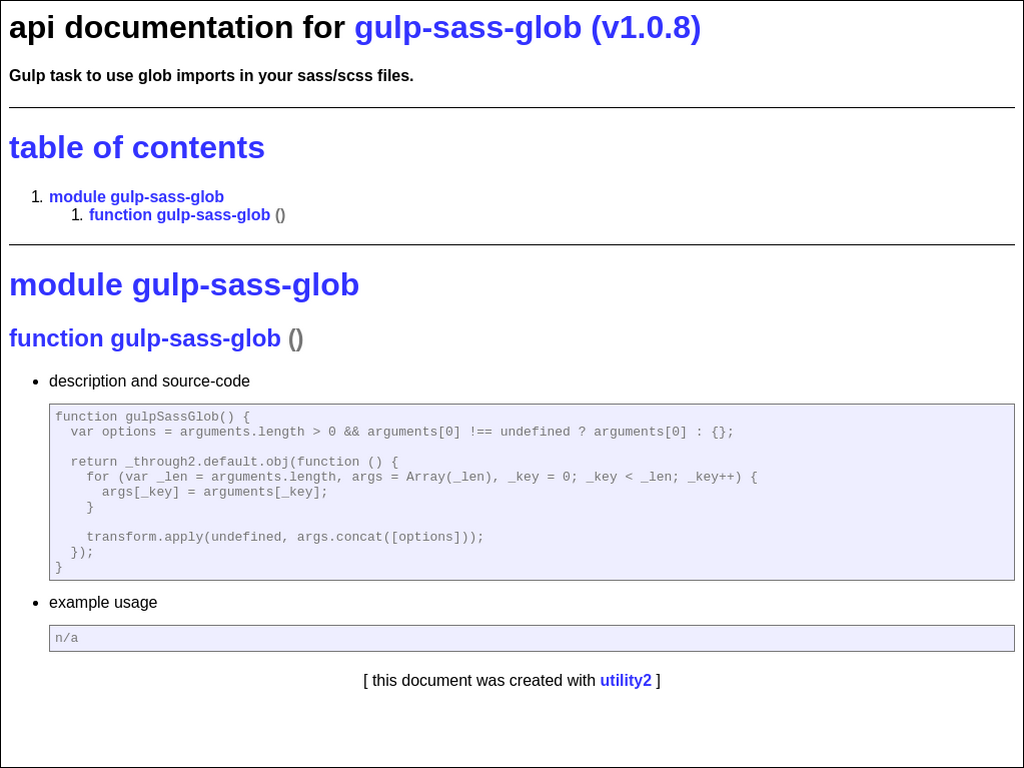 api documentation for gulp-sass-glob (v1.0.8)
Gulp task to use glob imports in your sass/scss files.
table of contents
1. module gulp-sass-glob
1. function gulp-sass-glob ()
module gulp-sass-glob
function gulp-sass-glob ()
• description and source-code
function gulpSassGlob() {
  var options = arguments.length > 0 && arguments[0] !== undefined ? arguments[0] : {};
  return _through2.default.obj(function () {
    for (var _len = arguments.length, args = Array(_len), _key = 0; _key < _len; _key++) {
      args[_key] = arguments[_key];
    }
    transform.apply(undefined, args.concat([options]));
  });
}
• example usage
n/a
[ this document was created with utility2 ]